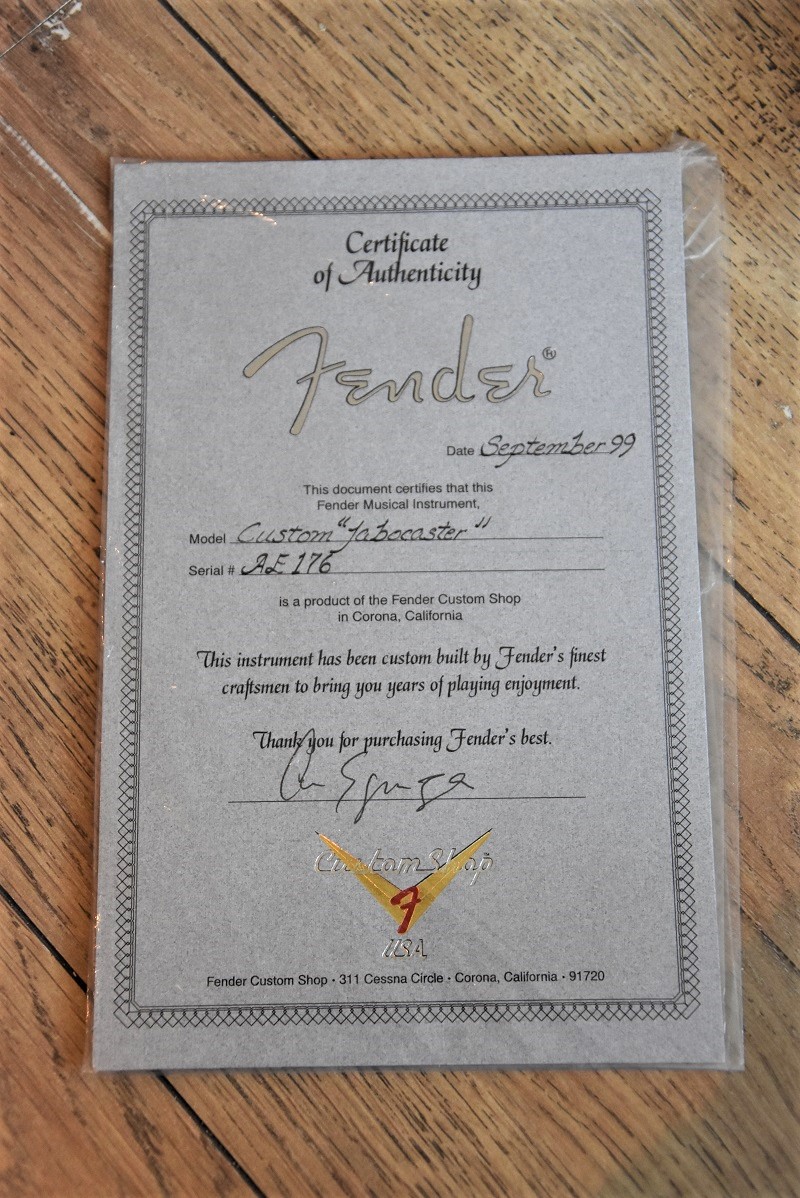 Certificate
of Authenticity
Fender®
Date September 99
This document certifies that this
Fender Musical Instrument,
Model Custom "Jabocaster"
Serial # AE 176
is a product of the Fender Custom Shop
in Corona, California
This instrument has been custom built by Fender's finest
craftsmen to bring you years of playing enjoyment.
Thank you for purchasing Fender's best.
Custom Shop
F
USA
Fender Custom Shop · 311 Cessna Circle · Corona, California · 91720